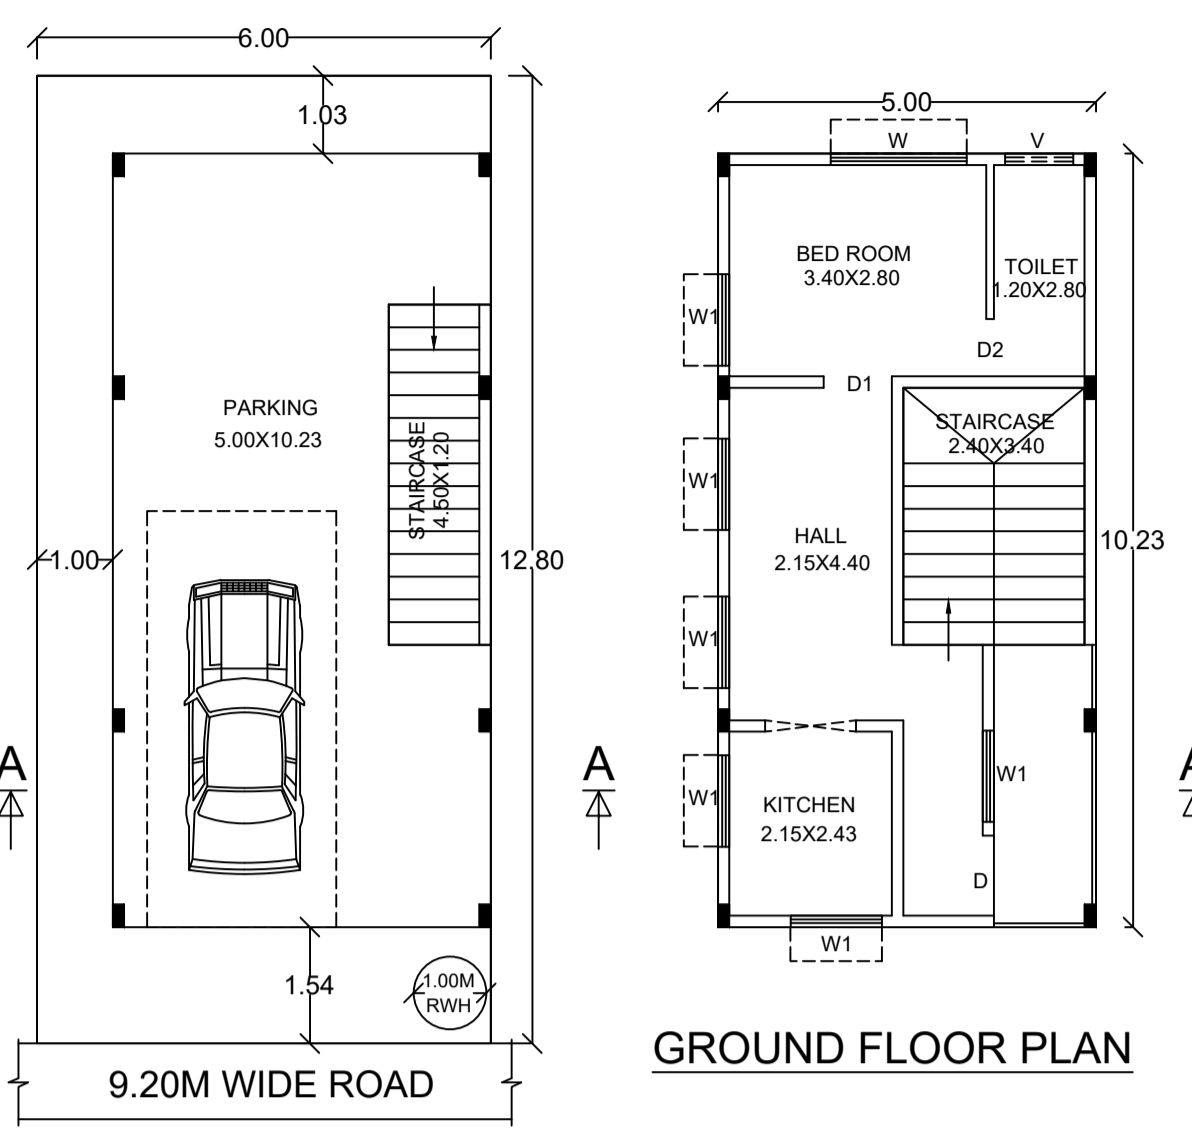 6.00
1.03
PARKING
5.00X10.23
STAIRCASE
4.50X1.20
1.00
12.80
A
1.54
1.00M
RWH
9.20M WIDE ROAD
5.00
W
V
BED ROOM
3.40X2.80
TOILET
1.20X2.80
W1
D2
D1
STAIRCASE
2.40X3.40
W1
HALL
2.15X4.40
10.23
W1
A
A
W1
KITCHEN
2.15X2.43
W1
D
W1
GROUND FLOOR PLAN